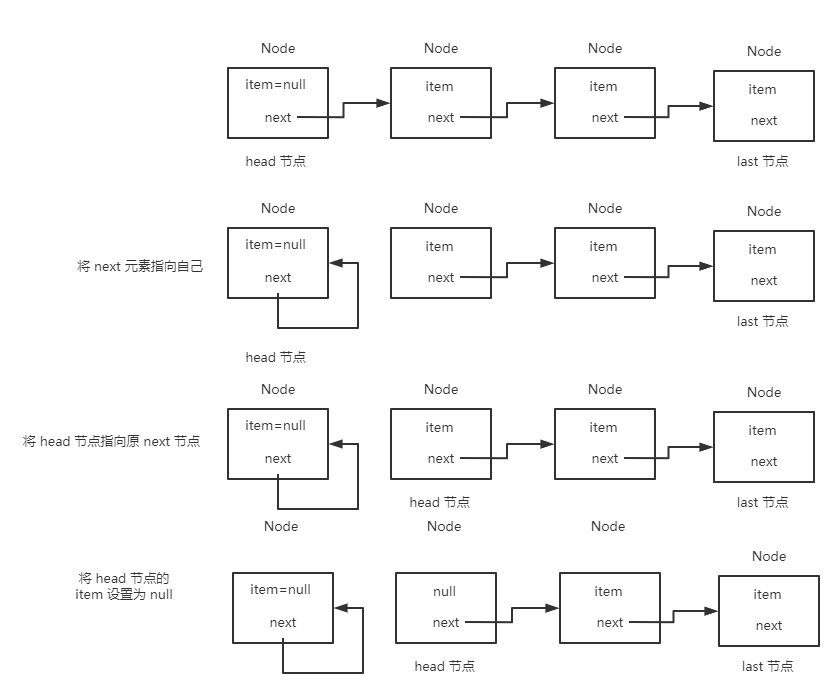 Node Node Node Node
item=null item item item
next next next next
head 节点 last 节点
Node Node Node Node
将 next 元素指向自己
item=null item item item
next next next next
last 节点
head 节点
Node Node Node Node
将 head 节点指向原 next 节点
item=null item item item
next next next next
head 节点 last 节点
Node Node Node
Node
将 head 节点的
item 设置为 null
item=null null item item
next next next next
head 节点 last 节点